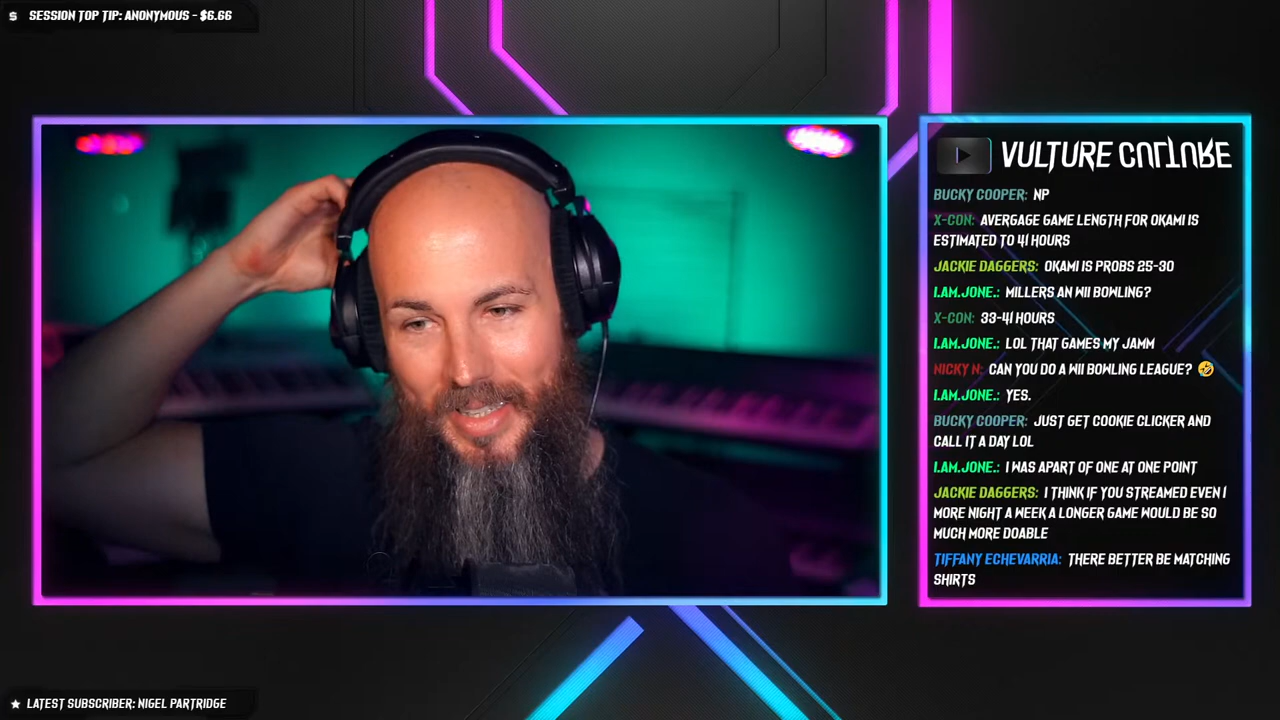 S SESSION TOP TIP: ANONYMOUS - $6.66
VULTURE CULTURE
BUCKY COOPER: NP
X-CON: AVERGAGE GAME LENGTH FOR OKAMI IS
ESTIMATED TO 41 HOURS
JACKIE DAGGERS: OKAMI IS PROBS 25-30
I.AM.JONE.: MILLERS AN WII BOWLING?
X-CON: 33-41 HOURS
I.AM.JONE.: LOL THAT GAMES MY JAMM
NICKY N: CAN YOU DO A WII BOWLING LEAGUE? 🤣
I.AM.JONE.: YES.
BUCKY COOPER: JUST GET COOKIE CLICKER AND
CALL IT A DAY LOL
I.AM.JONE.: I WAS APART OF ONE AT ONE POINT
JACKIE DAGGERS: I THINK IF YOU STREAMED EVEN 1
MORE NIGHT A WEEK A LONGER GAME WOULD BE SO
MUCH MORE DOABLE
TIFFANY ECHEVARRIA: THERE BETTER BE MATCHING
SHIRTS
LATEST SUBSCRIBER: NIGEL PARTRIDGE